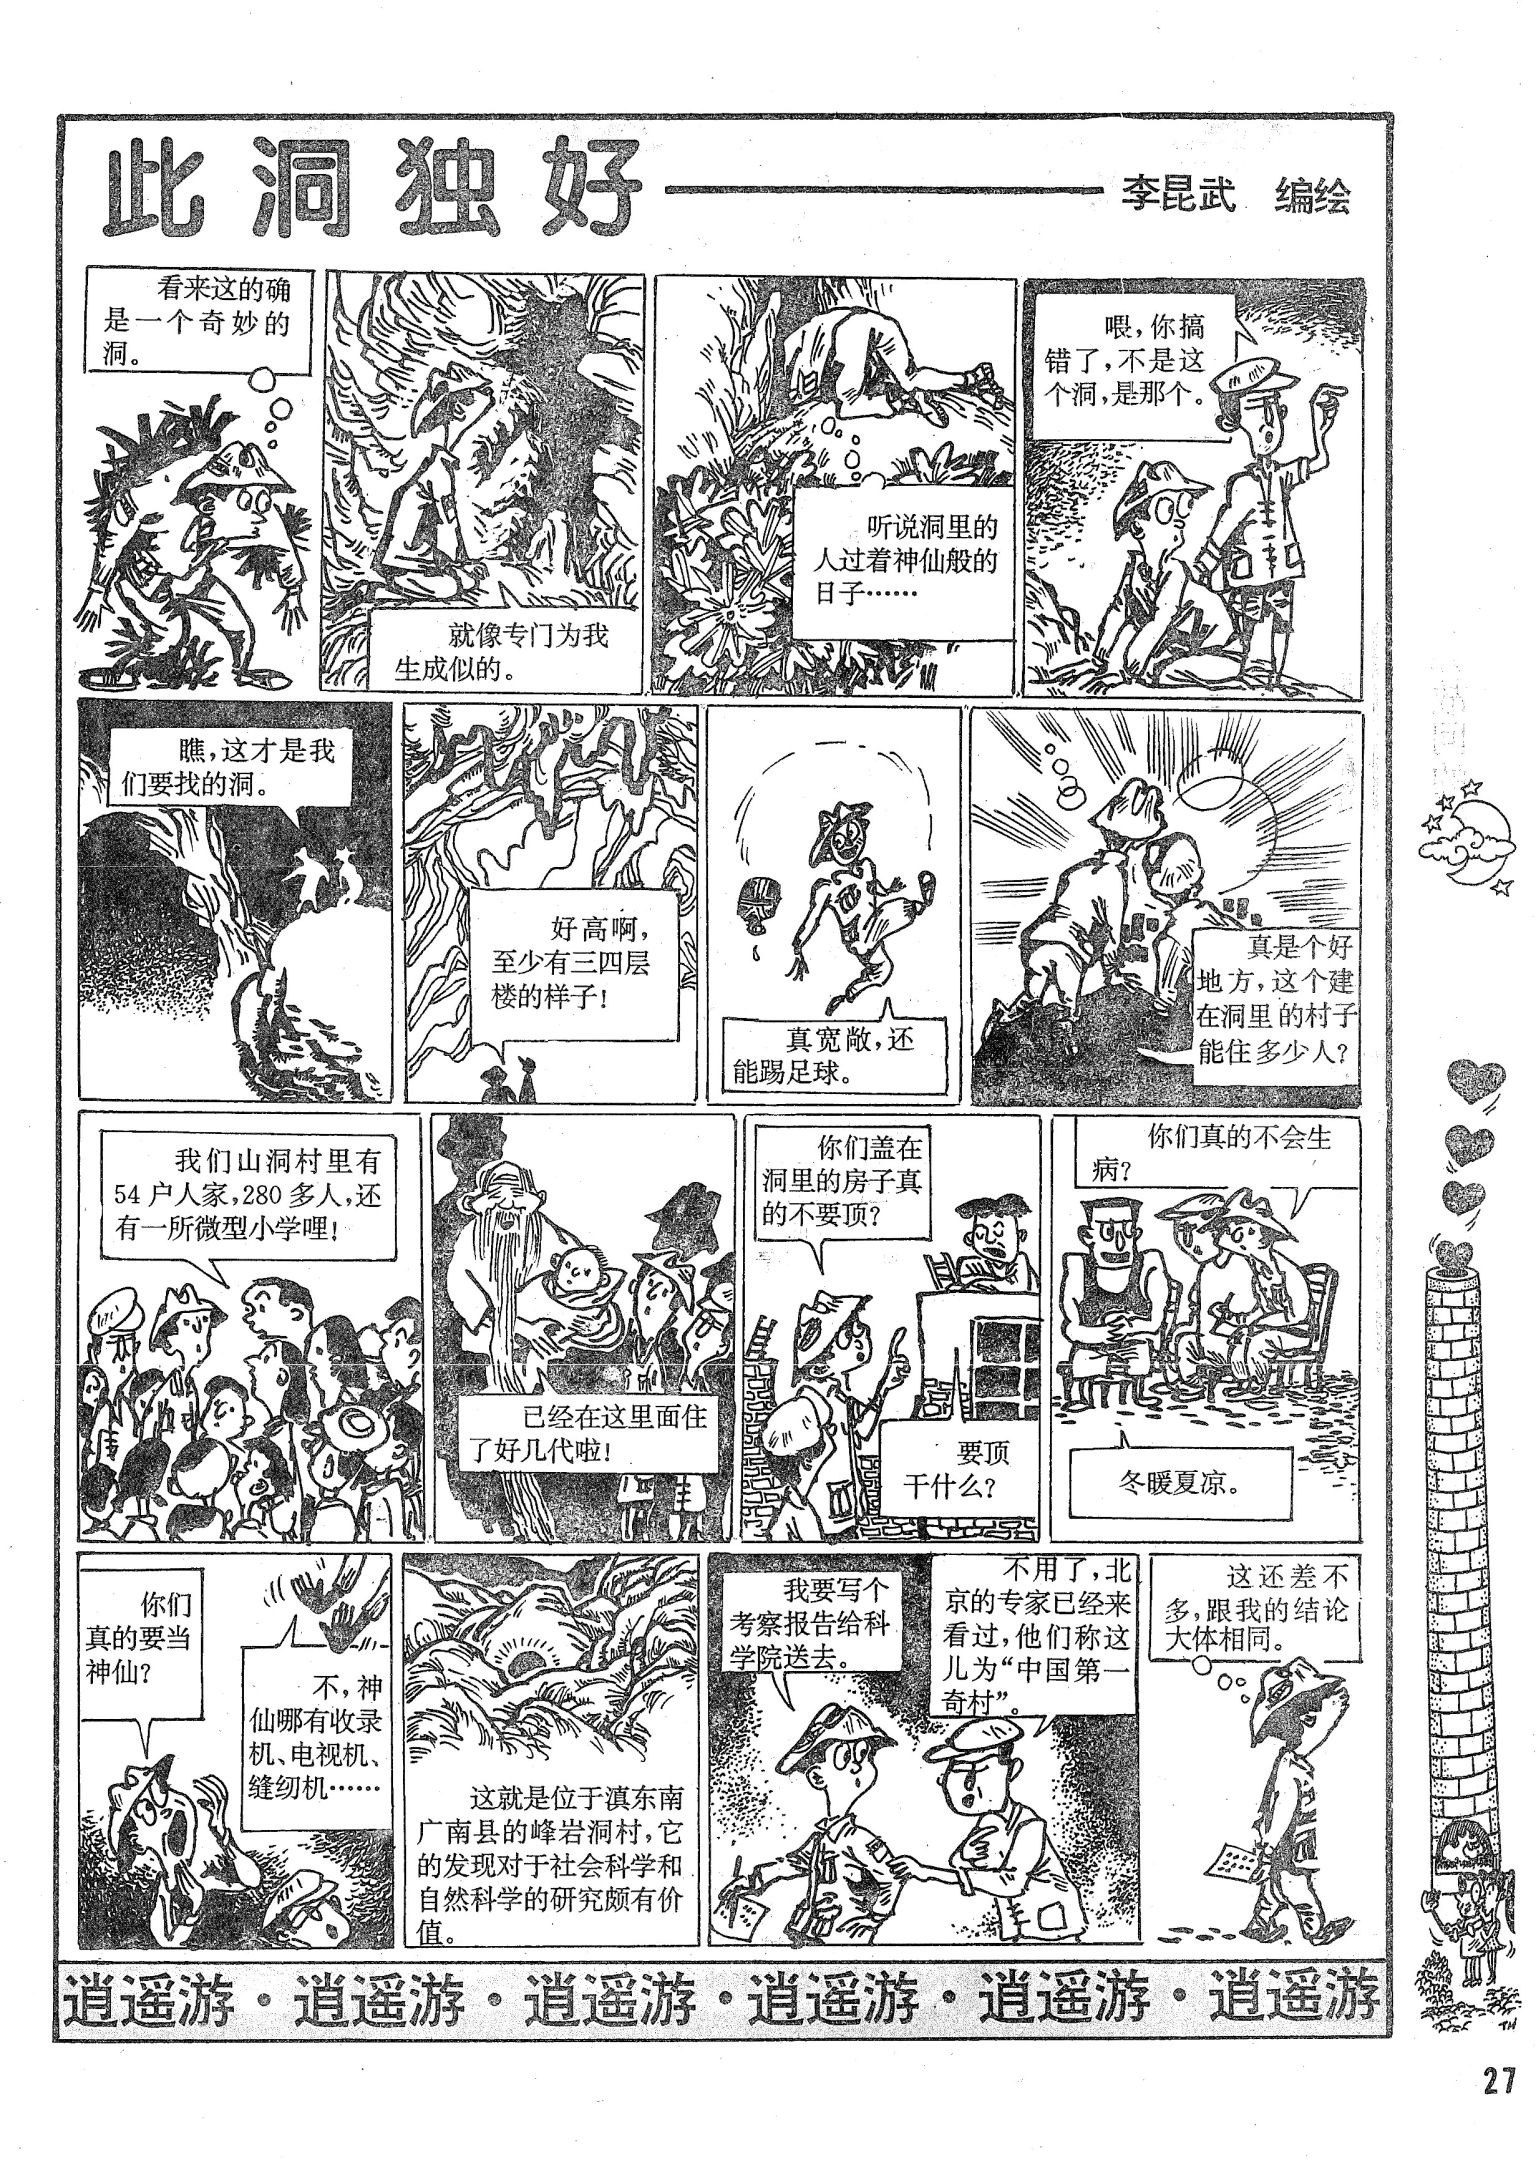 此洞独好
李昆武 编绘
看来这的确
是一个奇妙的
洞。
就像专门为我
生成似的。
听说洞里的
人过着神仙般的
日子……
喂，你搞
错了，不是这
个洞，是那个。
瞧，这才是我
们要找的洞。
好高啊，
至少有三四层
楼的样子！
真宽敞，还
能踢足球。
真是个好
地方，这个建
在洞里的村子
能住多少人？
我们山洞村里有
54户人家，280多人，还
有一所微型小学哩！
已经在这里面住
了好几代啦！
你们盖在
洞里的房子真
的不要顶？
要顶
干什么？
你们真的不会生
病？
冬暖夏凉。
你们
真的要当
神仙？
不，神
仙哪有收录
机、电视机、
缝纫机……
这就是位于滇东南
广南县的峰岩洞村，它
的发现对于社会科学和
自然科学的研究颇有价
值。
我要写个
考察报告给科
学院送去。
不用了，北
京的专家已经来
看过，他们称这
儿为“中国第一
奇村”。
这还差不
多，跟我的结论
大体相同。
逍遥游·逍遥游·逍遥游·逍遥游·逍遥游·逍遥游
TH
27